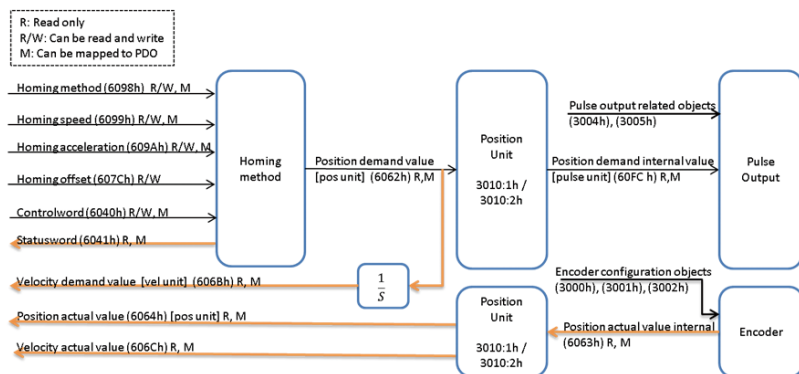 R: Read only
R/W: Can be read and write
M: Can be mapped to PDO
Homing method (6098h) R/W, M
Homing speed (6099h) R/W, M
Homing acceleration (609Ah) R/W, M
Homing offset (607Ch) R/W
Controlword (6040h) R/W, M
Statusword (6041h) R, M
Homing
method
Position demand value
[pos unit] (6062h) R,M
Position
Unit
3010:1h /
3010:2h
Pulse output related objects
(3004h), (3005h)
Position demand internal value
[pulse unit] (60FC h) R,M
Pulse
Output
Velocity demand value [vel unit] (606Bh) R, M
1
S
Position actual value (6064h) [pos unit] R, M
Velocity actual value (606Ch) R, M
Position
Unit
3010:1h /
3010:2h
Encoder configuration objects
(3000h), (3001h), (3002h)
Position actual value internal
(6063h) R, M
Encoder